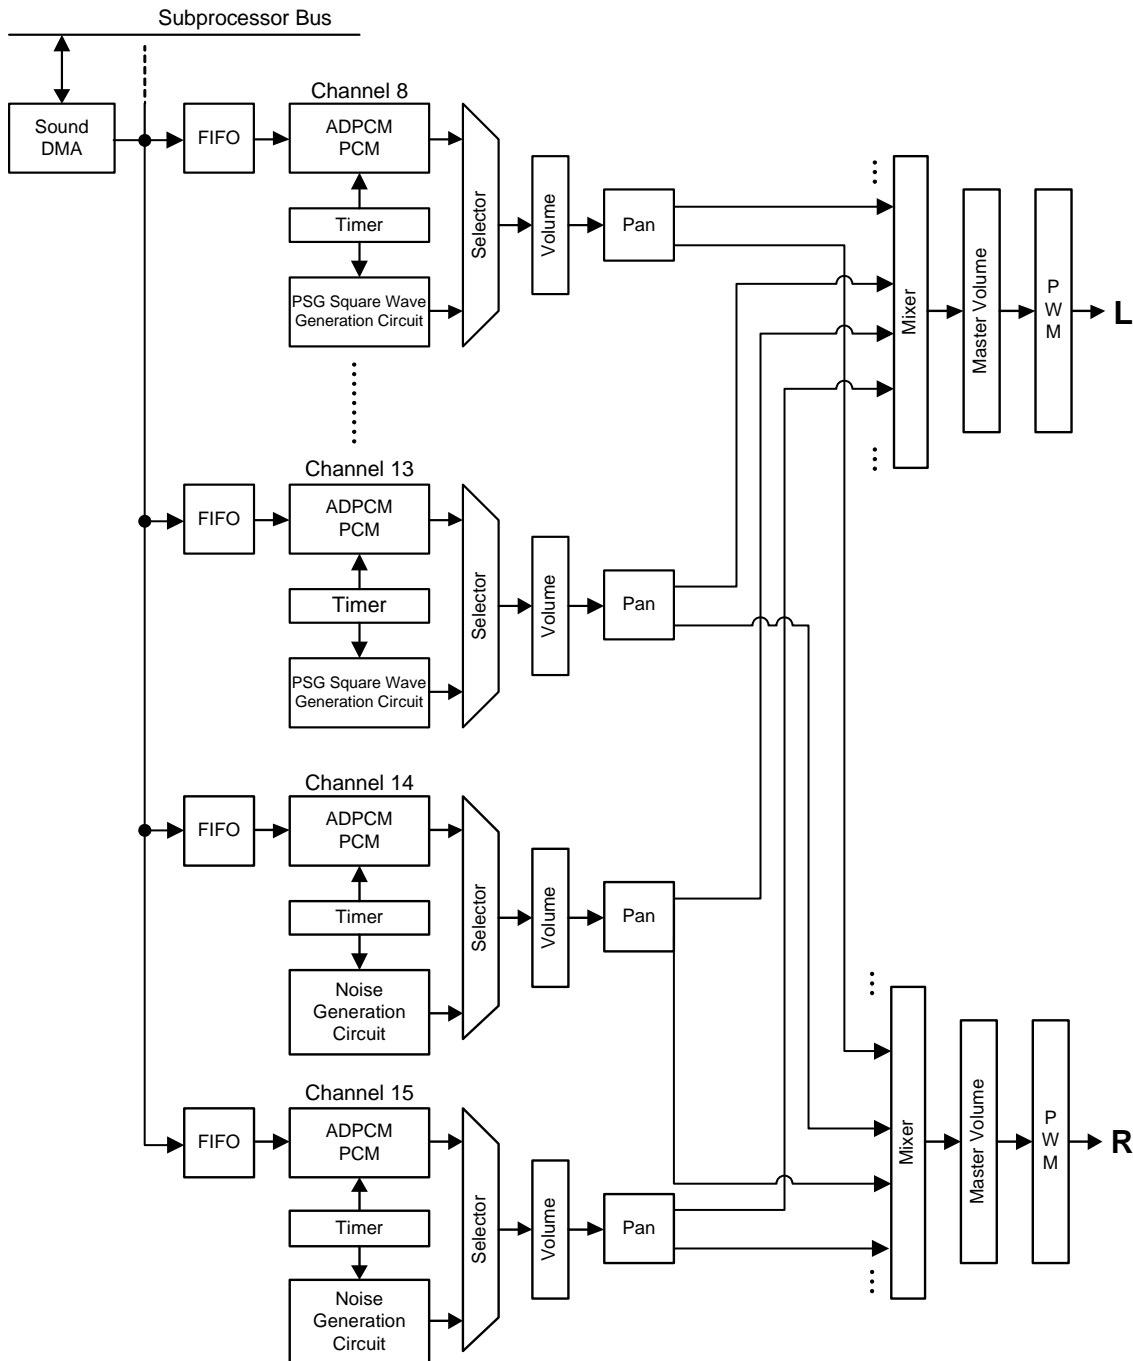 Subprocessor Bus
Sound
DMA
FIFO
Channel 8
ADPCM
PCM
Timer
PSG Square Wave
Generation Circuit
Selector
Volume
Pan
Mixer
Master Volume
P
W
M
L
Channel 13
FIFO
ADPCM
PCM
Timer
PSG Square Wave
Generation Circuit
Selector
Volume
Pan
Channel 14
FIFO
ADPCM
PCM
Timer
Noise
Generation
Circuit
Selector
Volume
Pan
Channel 15
FIFO
ADPCM
PCM
Timer
Noise
Generation
Circuit
Selector
Volume
Pan
Mixer
Master Volume
P
W
M
R